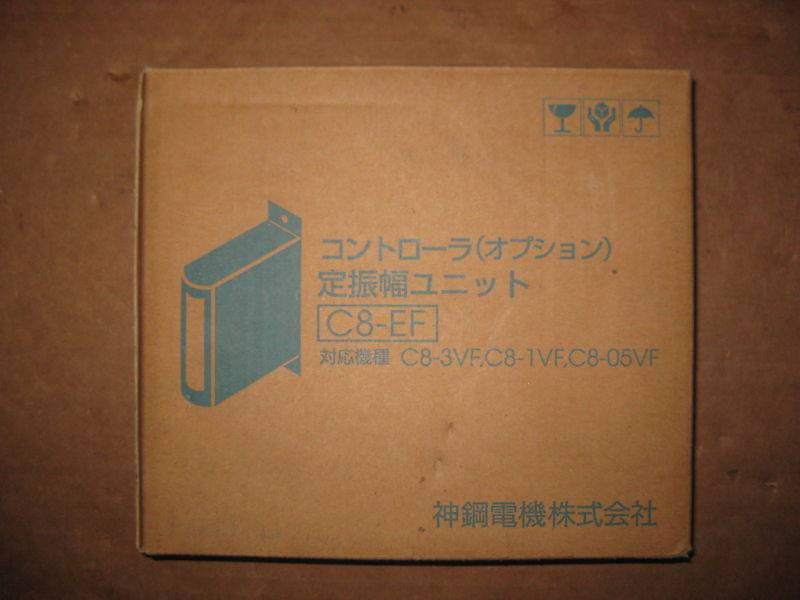 コントローラ(オプション)
定振幅ユニット
C8-EF
対応機種 C8-3VF,C8-1VF,C8-05VF
神鋼電機株式会社